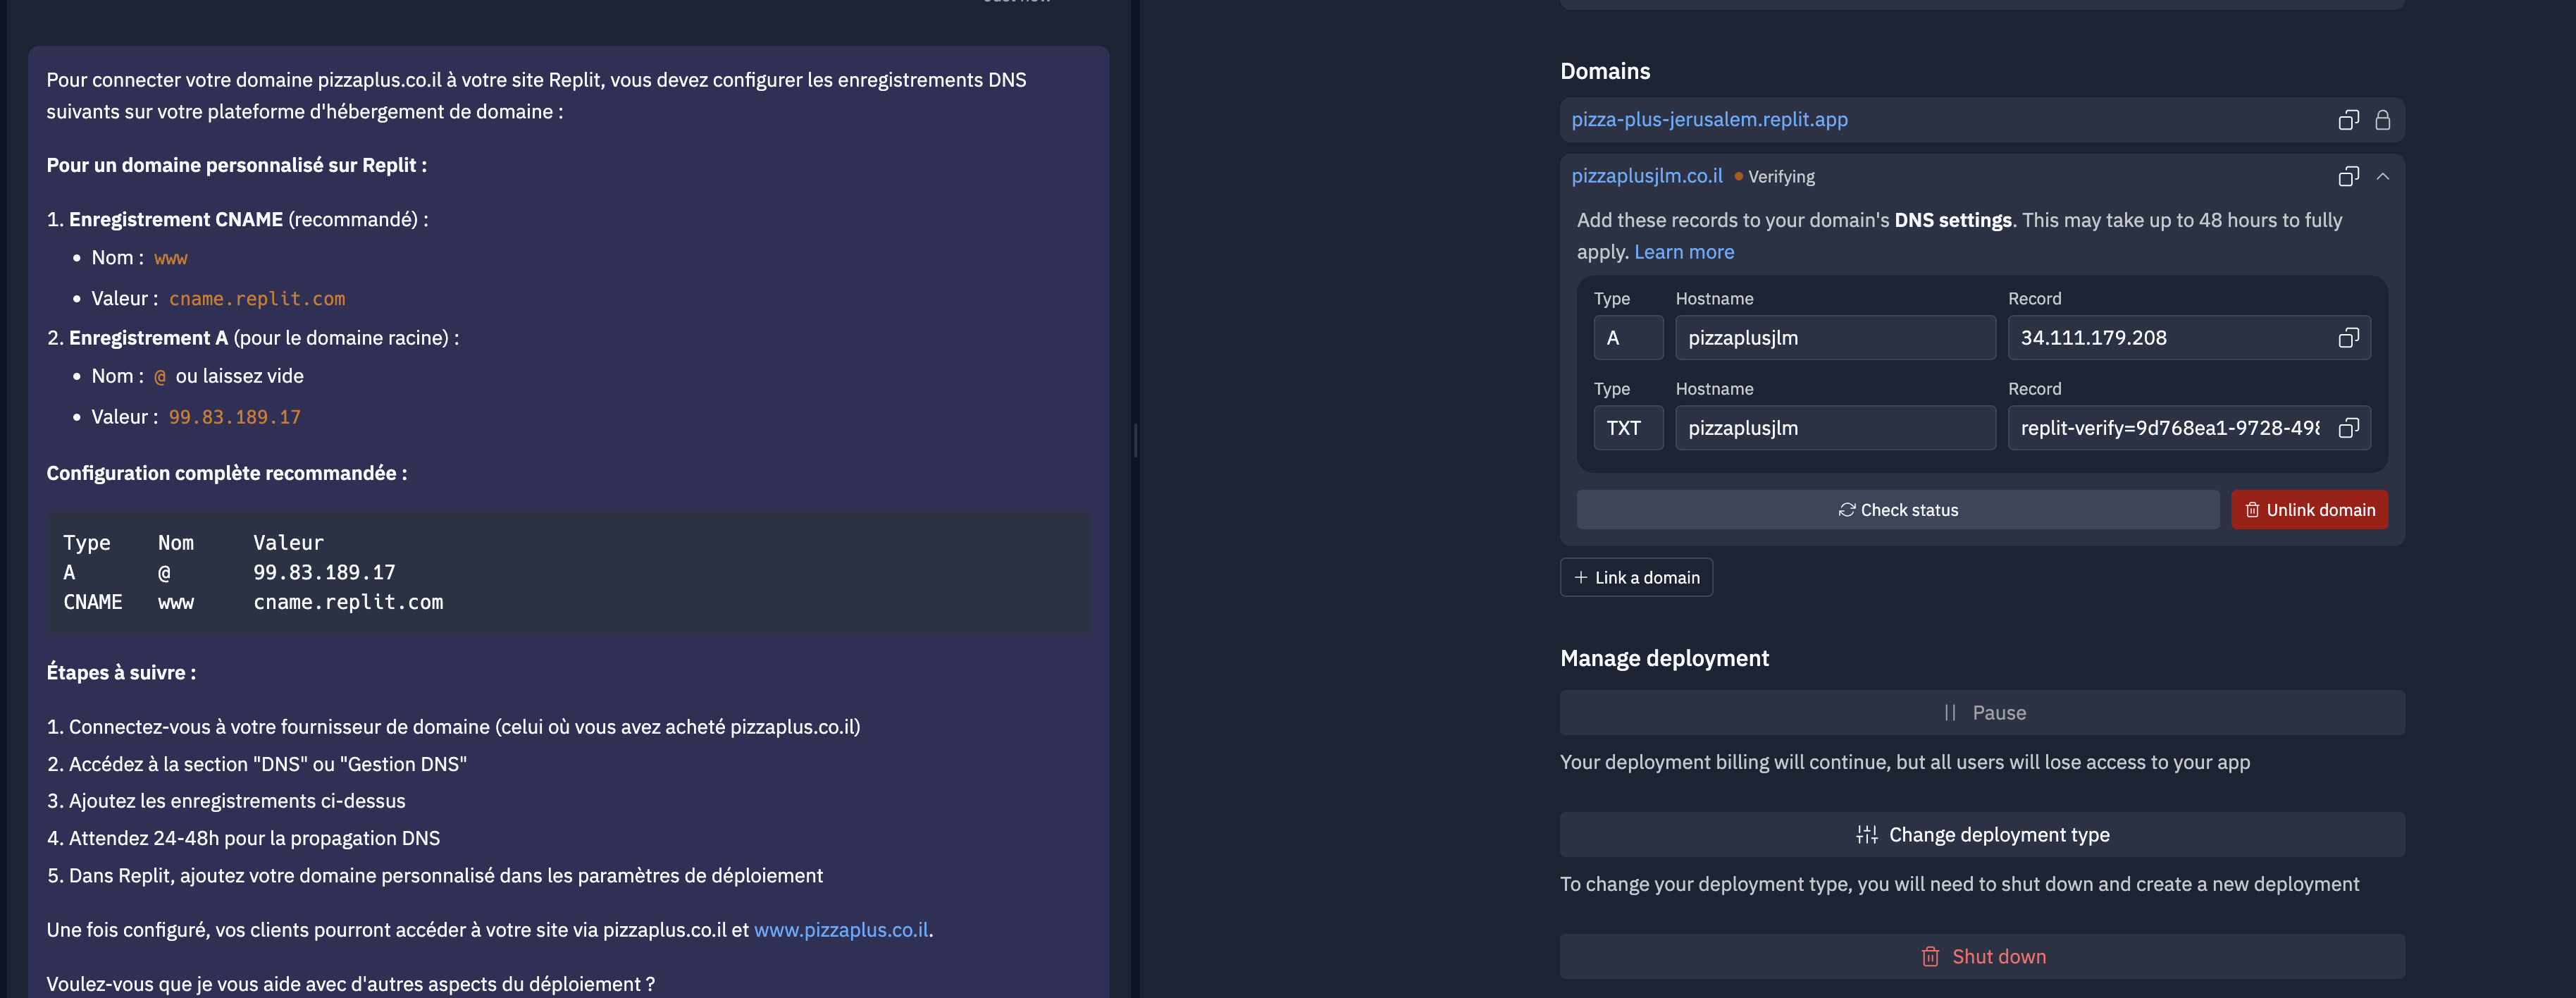 Pour connecter votre domaine pizzaplus.co.il à votre site Replit, vous devez configurer les enregistrements DNS
suivants sur votre plateforme d'hébergement de domaine :
Pour un domaine personnalisé sur Replit :
1. Enregistrement CNAME (recommandé) :
• Nom : www
• Valeur : cname.replit.com
2. Enregistrement A (pour le domaine racine) :
• Nom : @ ou laissez vide
• Valeur : 99.83.189.17
Configuration complète recommandée :
Type Nom Valeur
A @ 99.83.189.17
CNAME www cname.replit.com
Étapes à suivre :
1. Connectez-vous à votre fournisseur de domaine (celui où vous avez acheté pizzaplus.co.il)
2. Accédez à la section "DNS" ou "Gestion DNS"
3. Ajoutez les enregistrements ci-dessus
4. Attendez 24-48h pour la propagation DNS
5. Dans Replit, ajoutez votre domaine personnalisé dans les paramètres de déploiement
Une fois configuré, vos clients pourront accéder à votre site via pizzaplus.co.il et www.pizzaplus.co.il.
Voulez-vous que je vous aide avec d'autres aspects du déploiement ?
Domains
pizza-plus-jerusalem.replit.app
pizzaplusjlm.co.il • Verifying
Add these records to your domain's DNS settings. This may take up to 48 hours to fully
apply. Learn more
Type Hostname Record
A pizzaplusjlm 34.111.179.208
Type Hostname Record
TXT pizzaplusjlm replit-verify=9d768ea1-9728-49
Check status
Unlink domain
+ Link a domain
Manage deployment
Pause
Your deployment billing will continue, but all users will lose access to your app
Change deployment type
To change your deployment type, you will need to shut down and create a new deployment
Shut down